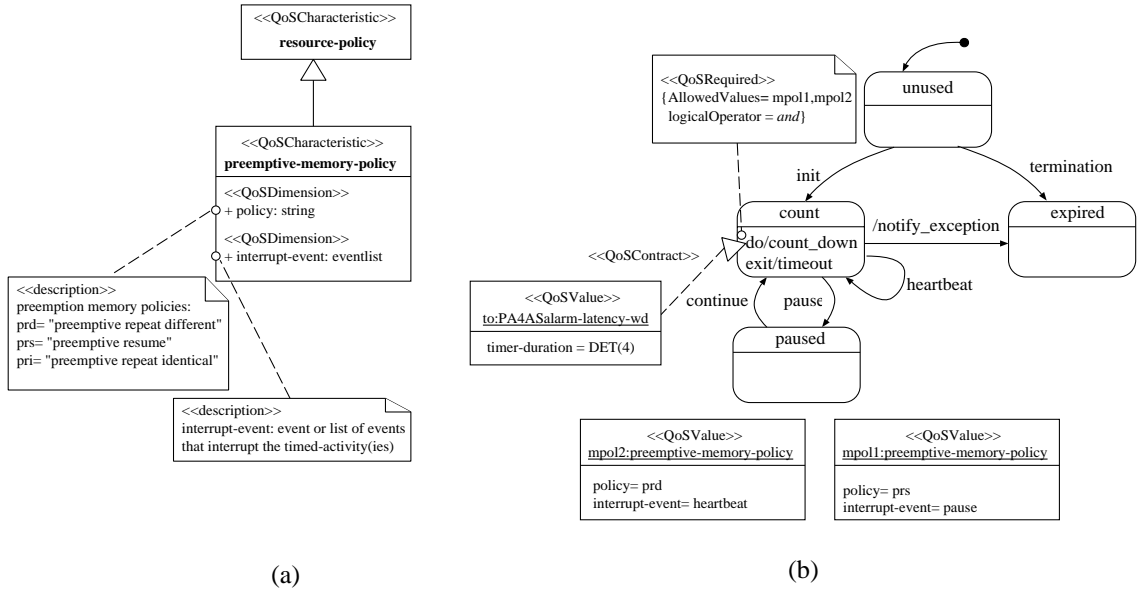 <<QoSCharacteristic>>
resource-policy
<<QoSCharacteristic>>
preemptive-memory-policy
<<QoSDimension>>
+ policy: string
<<QoSDimension>>
+ interrupt-event: eventlist
<<description>>
preemption memory policies:
prd= "preemptive repeat different"
prs= "preemptive resume"
pri= "preemptive repeat identical"
<<description>>
interrupt-event: event or list of events
that interrupt the timed-activity(ies)
(a)
<<QoSRequired>>
{AllowedValues= mpol1,mpol2
logicalOperator = and}
unused
init
termination
count
do/count_down
exit/timeout
/notify_exception
expired
<<QoSContract>>
heartbeat
<<QoSValue>>
to:PA4ASalarm-latency-wd
timer-duration = DET(4)
continue
pause
paused
<<QoSValue>>
mpol2:preemptive-memory-policy
policy= prd
interrupt-event= heartbeat
<<QoSValue>>
mpol1:preemptive-memory-policy
policy= prs
interrupt-event= pause
(b)